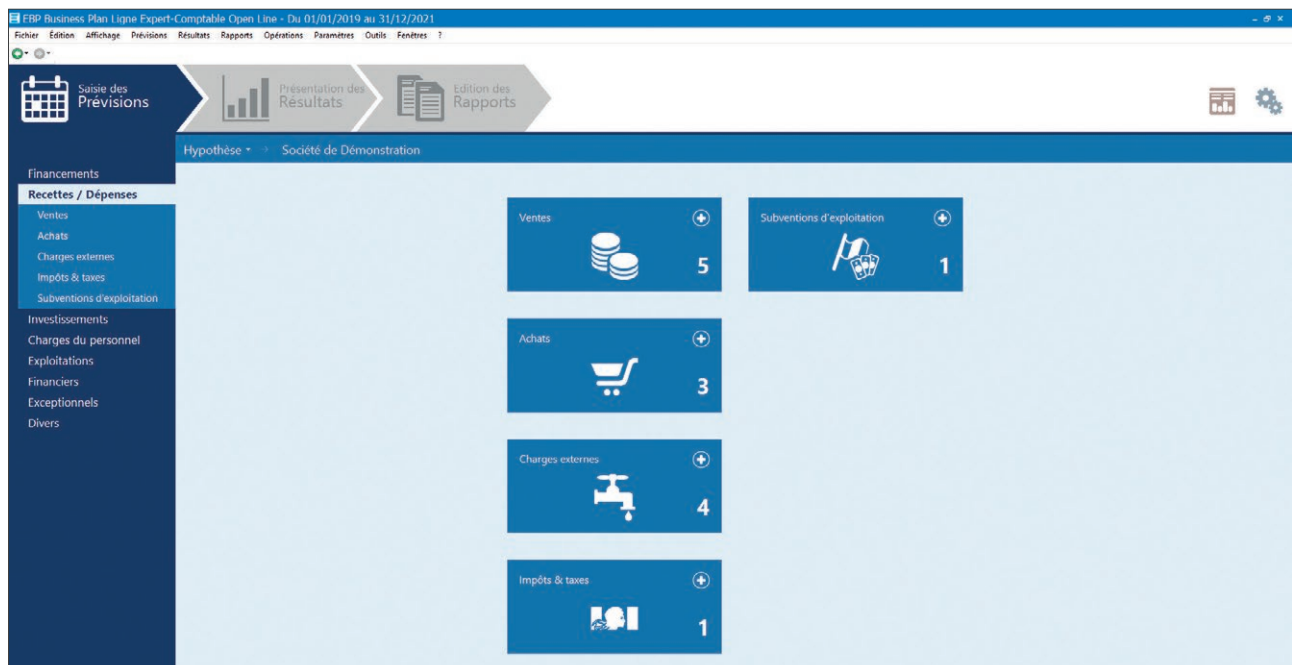 EBP Business Plan Ligne Expert-Comptable Open Line - Du 01/01/2019 au 31/12/2021
Fichier Édition Affichage Prévisions Résultats Rapports Opérations Paramètres Outils Fenêtres ?
Saisie des
Prévisions
Présentation des
Résultats
Edition des
Rapports
Hypothèse
Société de Démonstration
Financements
Recettes / Dépenses
Ventes
Achats
Charges externes
Impôts & taxes
Subventions d'exploitation
Investissements
Charges du personnel
Exploitations
Financiers
Exceptionnels
Divers
Ventes
5
Subventions d'exploitation
1
Achats
3
Charges externes
4
Impôts & taxes
1